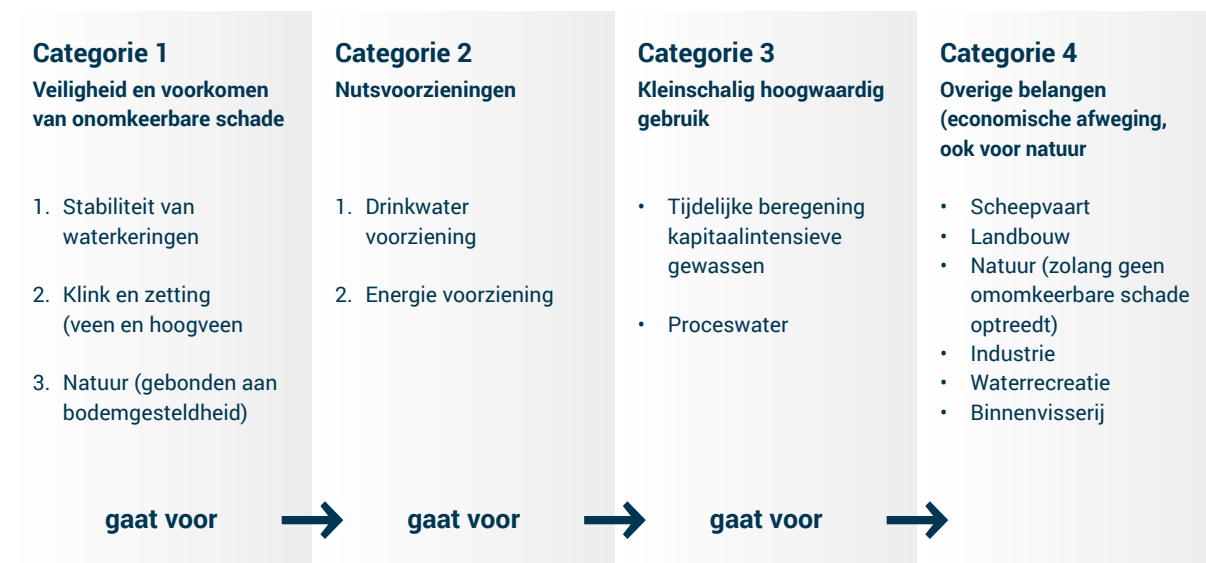 Categorie 1
Veiligheid en voorkomen
van onomkeerbare schade
1. Stabiliteit van
waterkeringen
2. Klink en zetting
(veen en hoogveen
3. Natuur (gebonden aan
bodemgesteldheid)
gaat voor
Categorie 2
Nutsvoorzieningen
1. Drinkwater
voorziening
2. Energie voorziening
gaat voor
Categorie 3
Kleinschalig hoogwaardig
gebruik
• Tijdelijke beregening
kapitaalintensieve
gewassen
• Proceswater
gaat voor
Categorie 4
Overige belangen
(economische afweging,
ook voor natuur
• Scheepvaart
• Landbouw
• Natuur (zolang geen
omomkeerbare schade
optreedt)
• Industrie
• Waterrecreatie
• Binnenvisserij